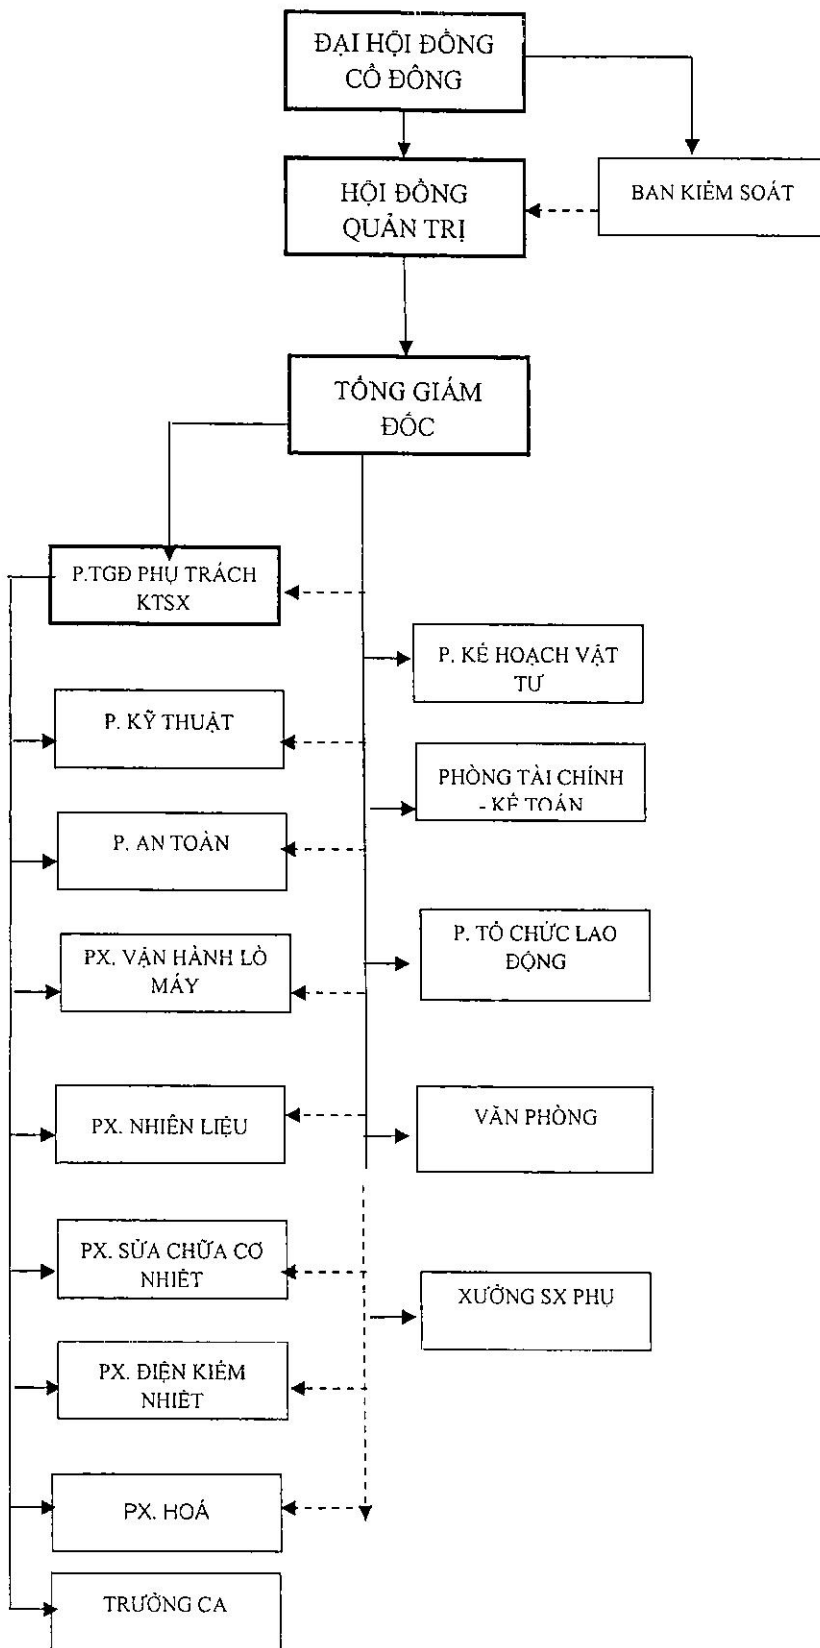 ĐẠI HỘI ĐỒNG
CỔ ĐÔNG
HỘI ĐỒNG
QUẢN TRỊ
BAN KIỂM SOÁT
TỔNG GIÁM
ĐỐC
P.TGĐ PHỤ TRÁCH
KTSX
P. KẾ HOẠCH VẬT
TƯ
P. KỸ THUẬT
PHÒNG TÀI CHÍNH
- KẾ TOÁN
P. AN TOÀN
PX. VẬN HÀNH LÒ
MÁY
P. TỔ CHỨC LAO
ĐỘNG
PX. NHIÊN LIỆU
VĂN PHÒNG
PX. SỬA CHỮA CƠ
NHIỆT
XƯỞNG SX PHỤ
PX. ĐIỆN KIỂM
NHIỆT
PX. HOÁ
TRƯỞNG CA